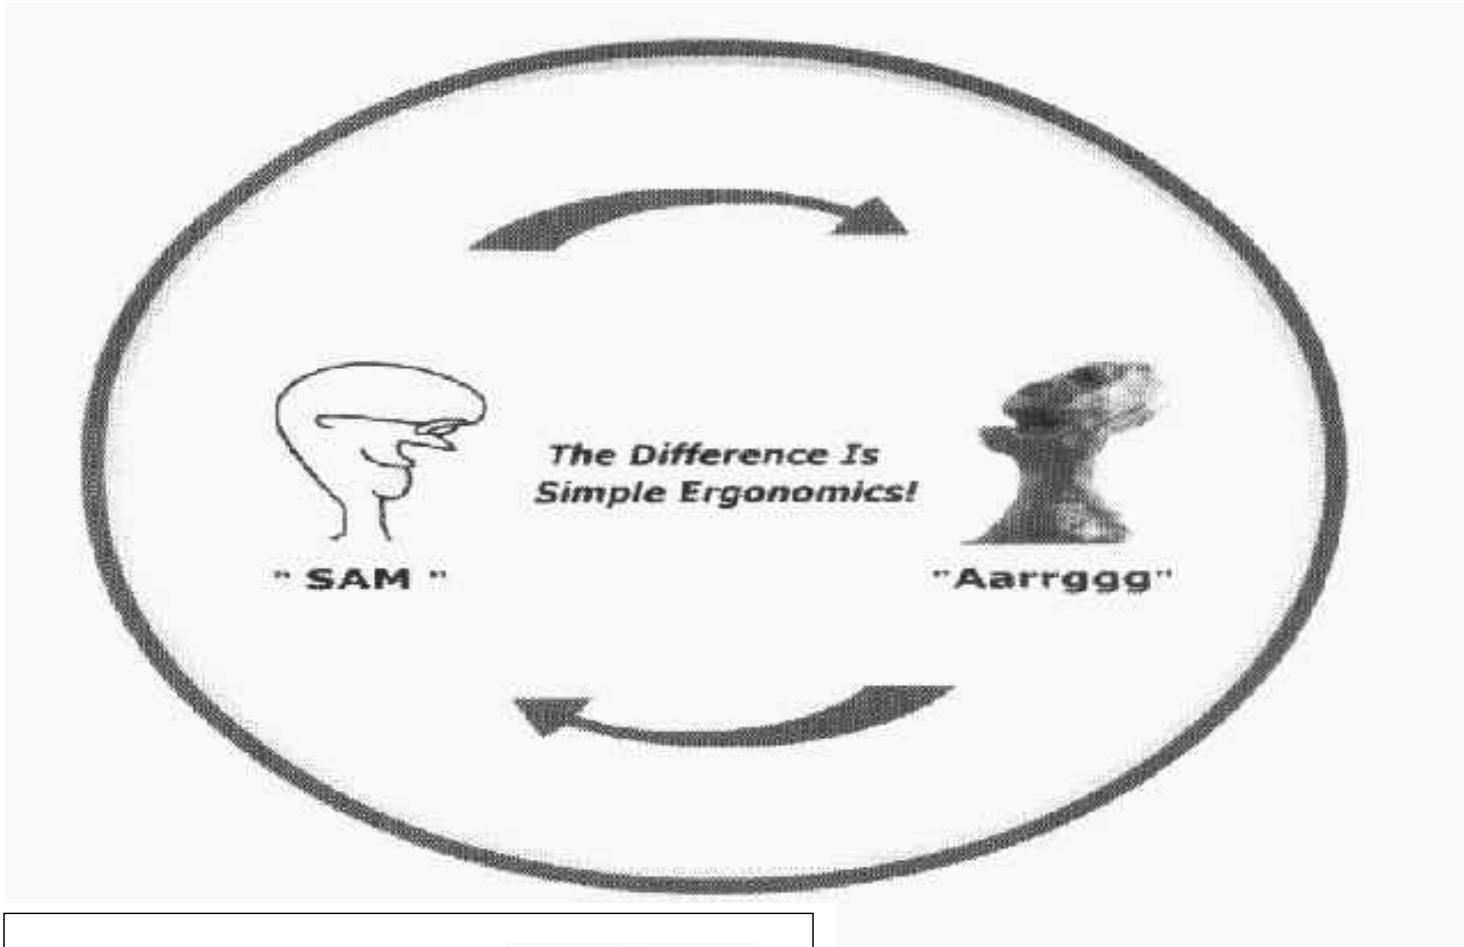 The Difference Is
Simple Ergonomics!
" SAM "
"Aarrggg"